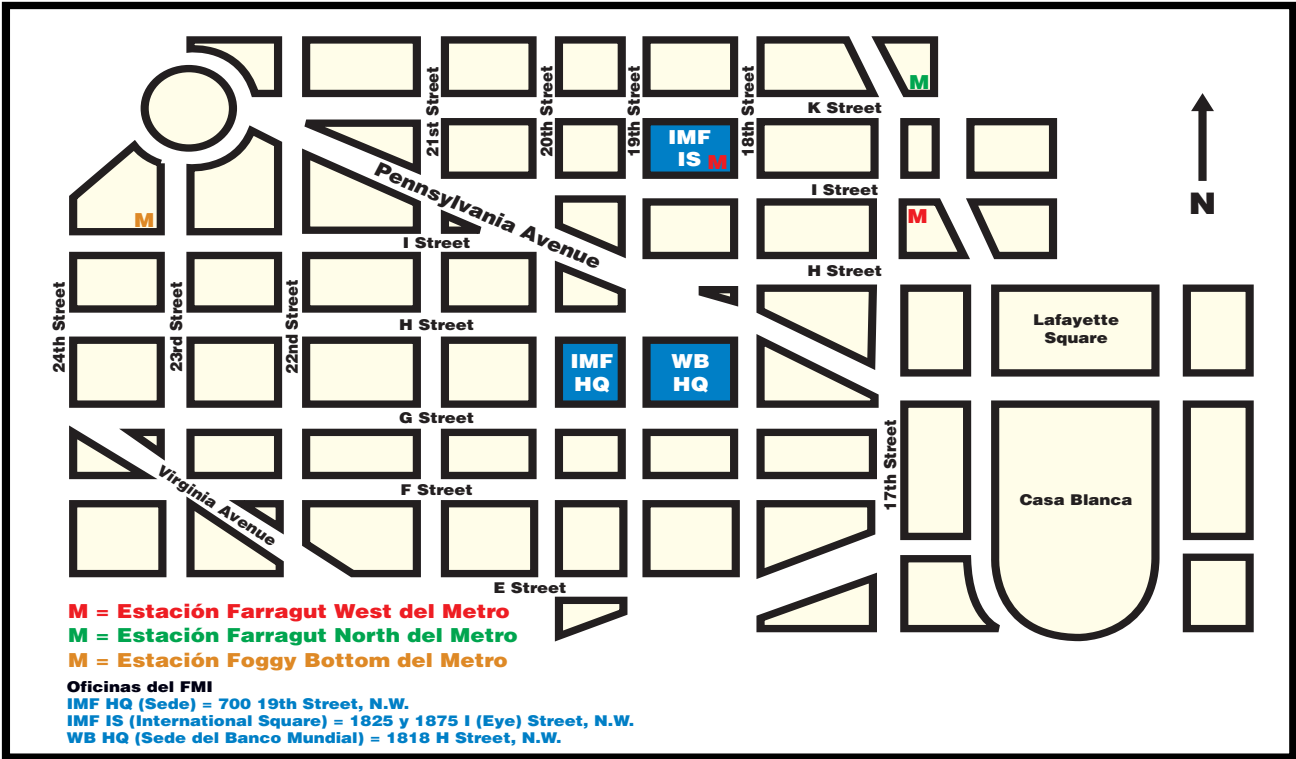 M
K Street
21st Street
20th Street
19th Street
18th Street
IMF
IS M
Pennsylvania Avenue
I Street
N
M
M
I Street
H Street
24th Street
23rd Street
22nd Street
H Street
Lafayette
Square
IMF
HQ
WB
HQ
G Street
17th Street
Virginia Avenue
F Street
Casa Blanca
E Street
M = Estación Farragut West del Metro
M = Estación Farragut North del Metro
M = Estación Foggy Bottom del Metro
Oficinas del FMI
IMF HQ (Sede) = 700 19th Street, N.W.
IMF IS (International Square) = 1825 y 1875 I (Eye) Street, N.W.
WB HQ (Sede del Banco Mundial) = 1818 H Street, N.W.